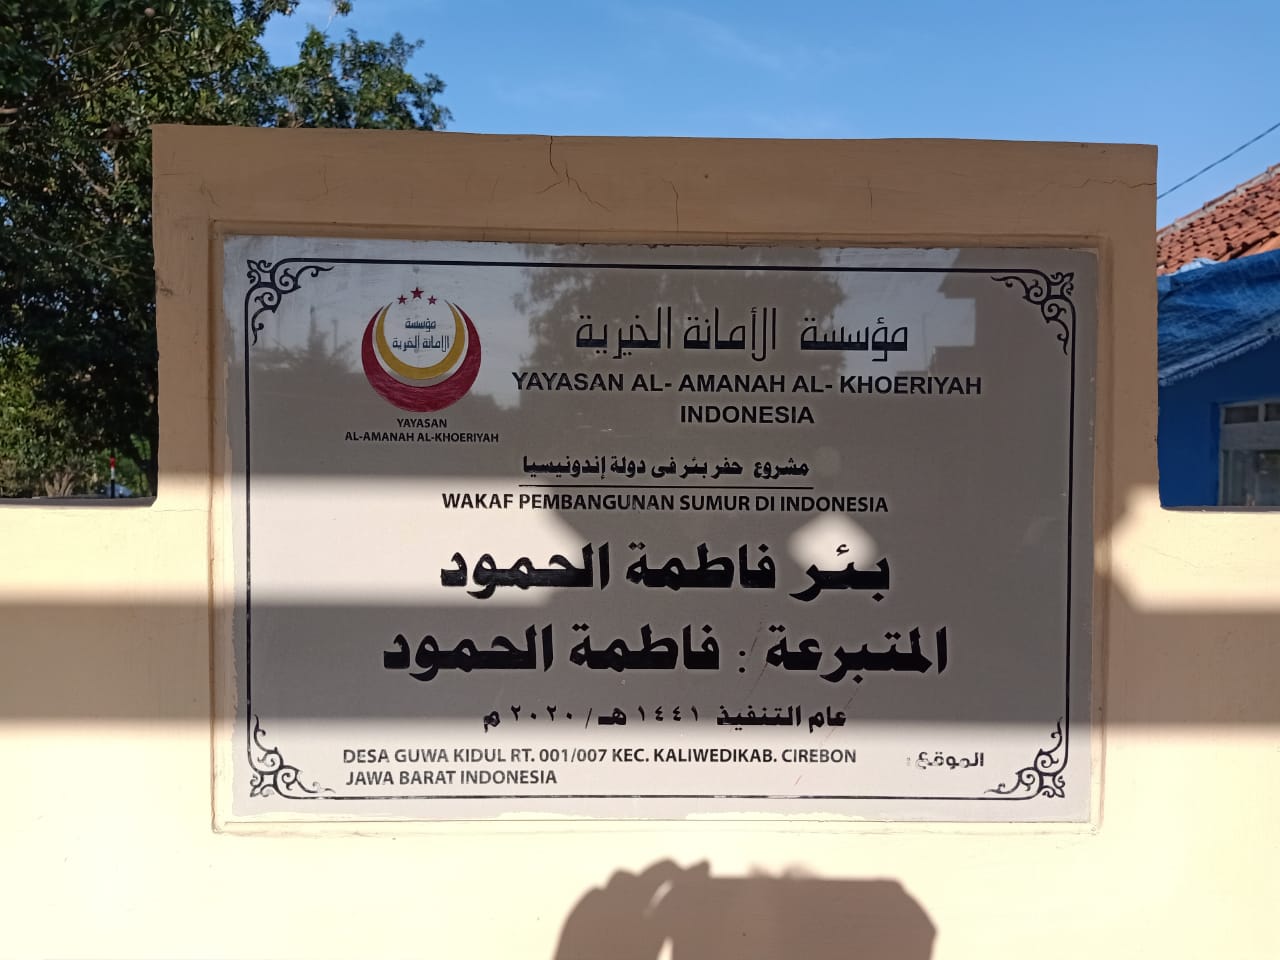 مؤسسة
الامانة الخيرية
YAYASAN
AL-AMANAH AL-KHOERIYAH
مؤسسة الأمانة الخيرية
YAYASAN AL- AMANAH AL- KHOERIYAH
INDONESIA
مشروع حفر بئر فى دولة إندونيسيا
WAKAF PEMBANGUNAN SUMUR DI INDONESIA
بئر فاطمة الحمود
المتبرعة : فاطمة الحمود
عام التنفيذ ١٤٤١ هـ / ٢٠٢٠ م
الموقع :
DESA GUWA KIDUL RT. 001/007 KEC. KALIWEDIKAB. CIREBON
JAWA BARAT INDONESIA